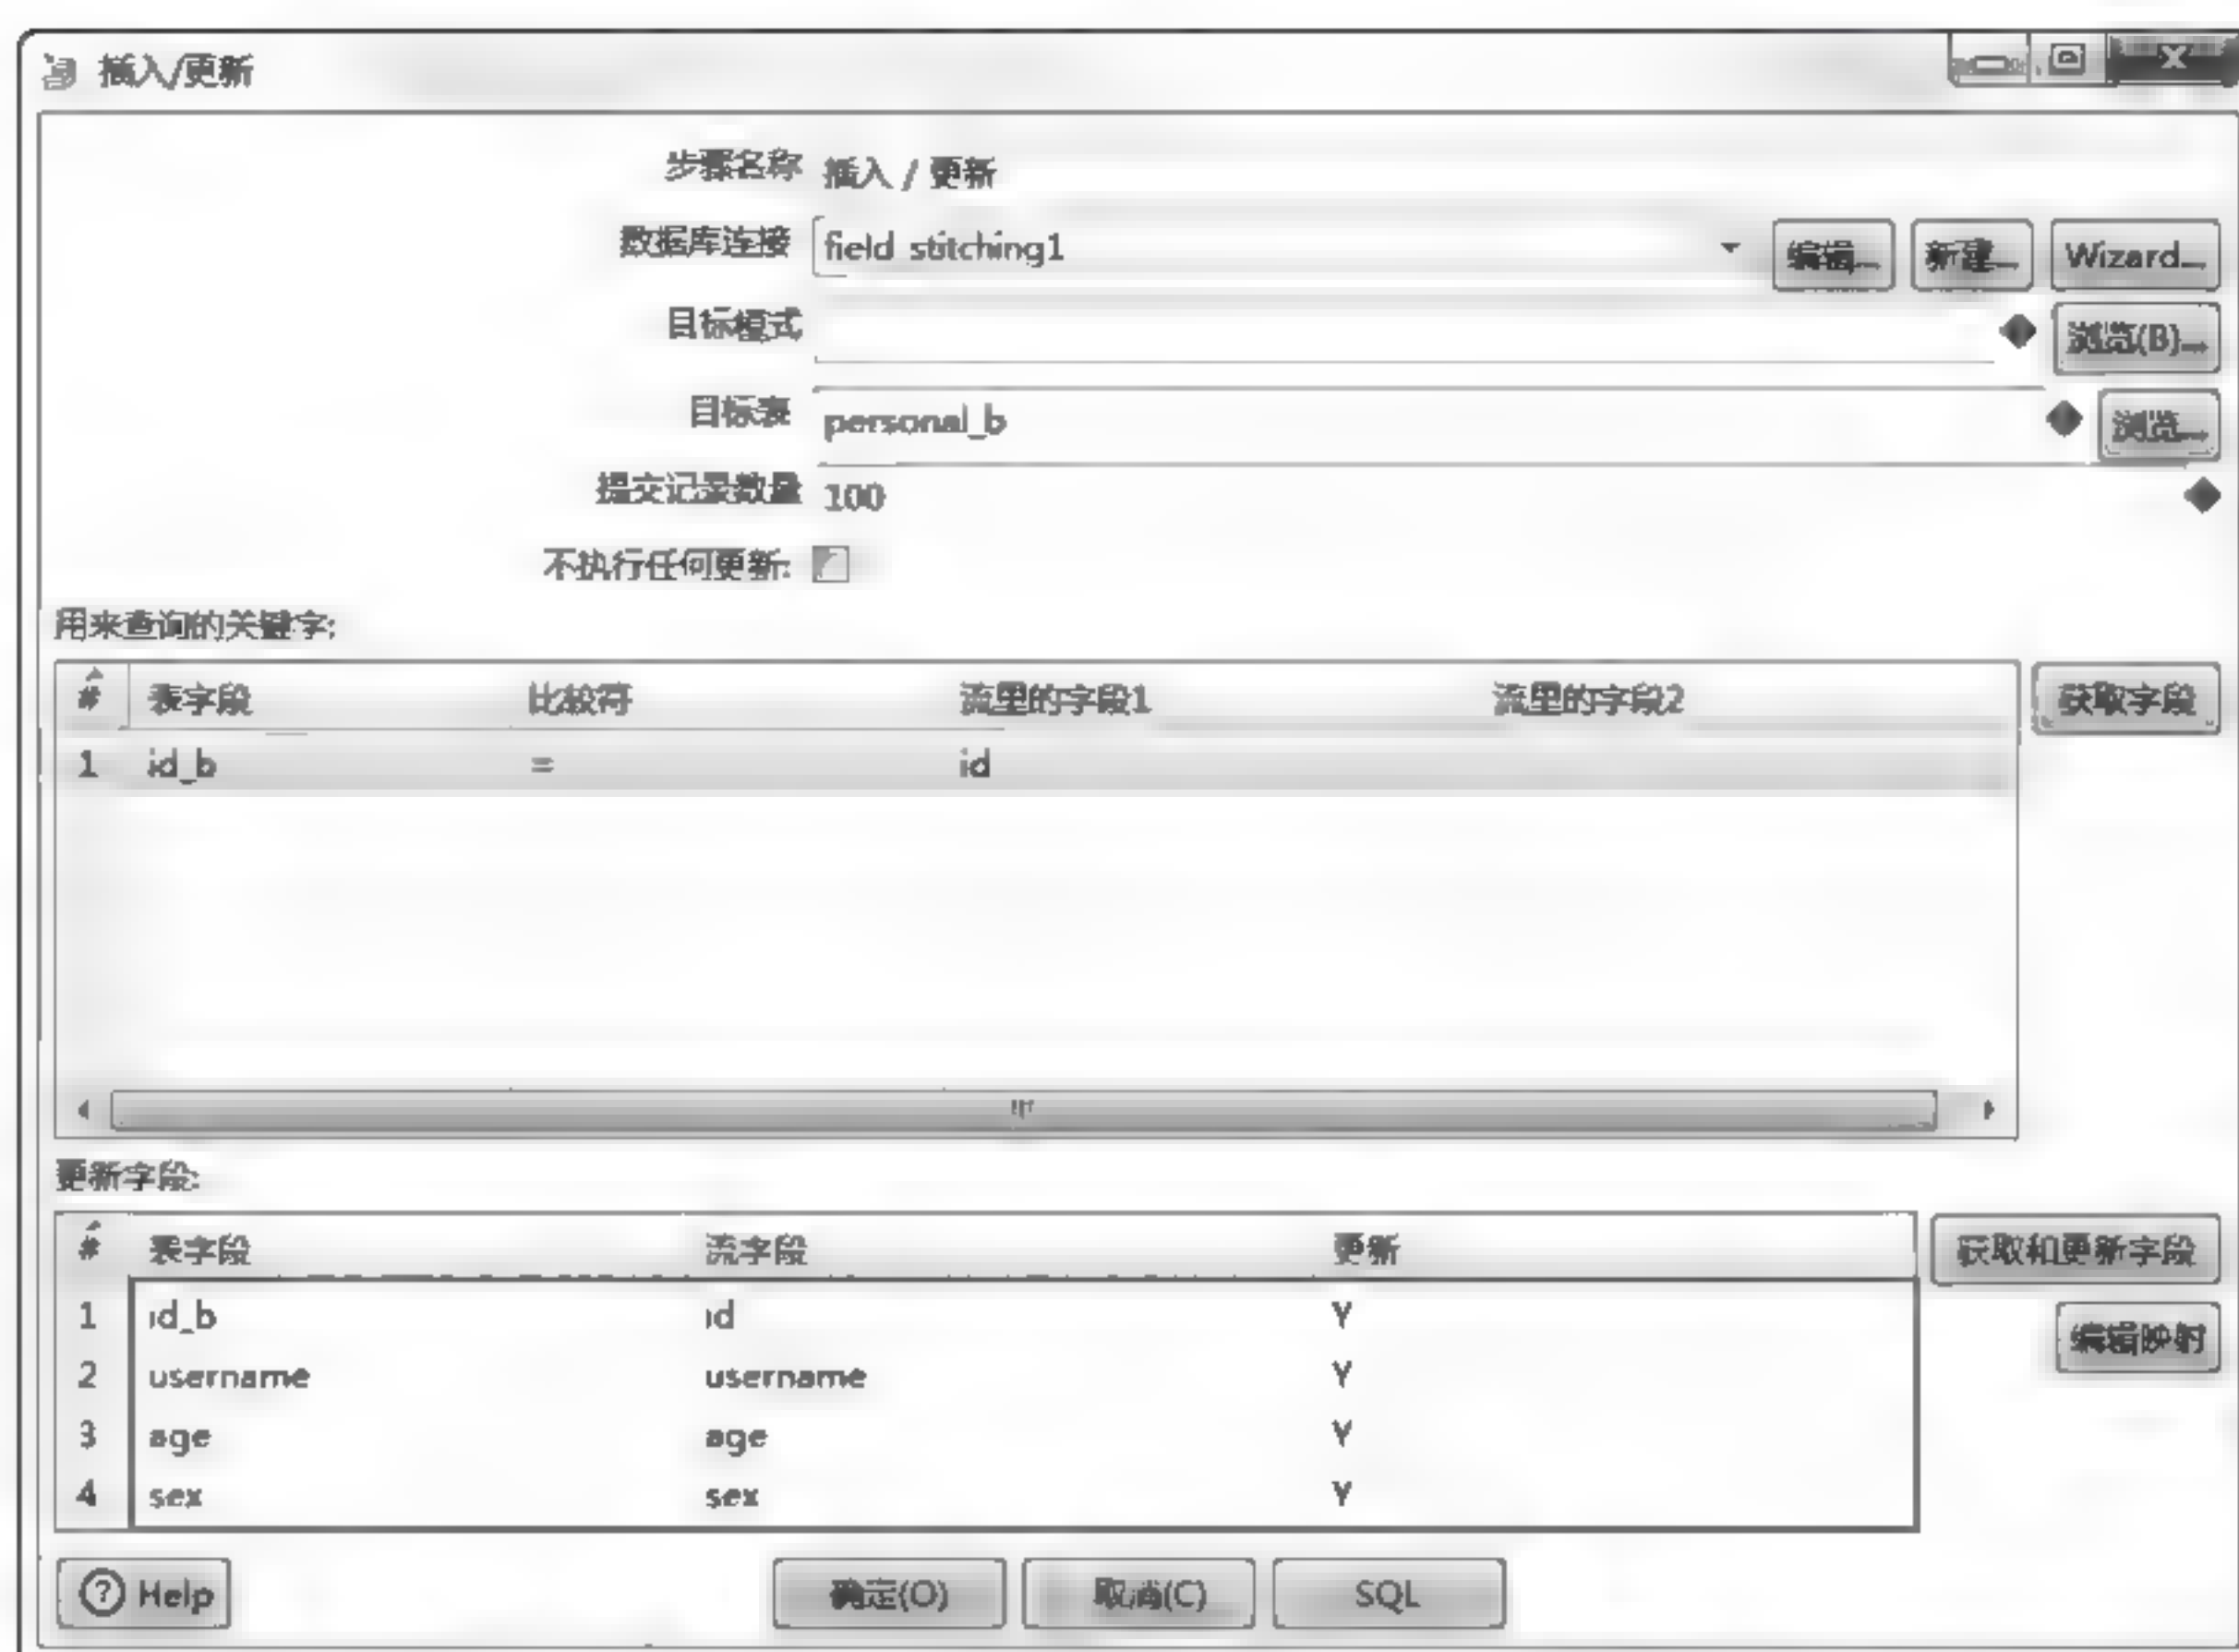 插入/更新
步骤名称 插入 / 更新
数据库连接 field stitching1 编辑... 新建... Wizard...
目标模式 浏览(B)...
目标表 personal_b 浏览...
提交记录数量 100
不执行任何更新:
用来查询的关键字:
# 表字段 比较符 流里的字段1 流里的字段2 获取字段
1 id_b = id
更新字段:
# 表字段 流字段 更新 获取和更新字段
1 id_b id Y
编辑映射
2 username username Y
3 age age Y
4 sex sex Y
Help 确定(O) 取消(C) SQL